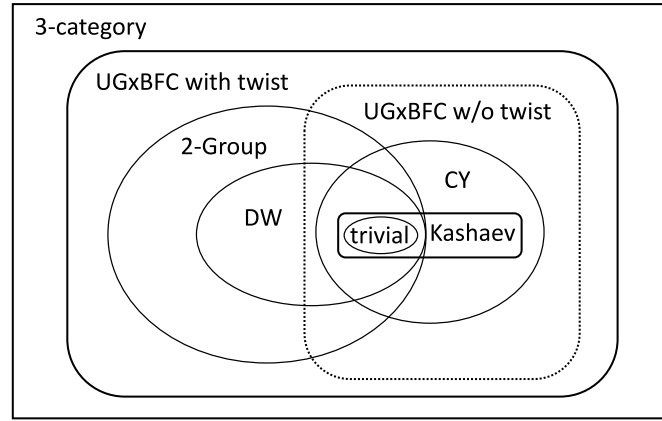 3-category
UGxBFC with twist
UGxBFC w/o twist
2-Group
CY
DW
trivial
Kashaev